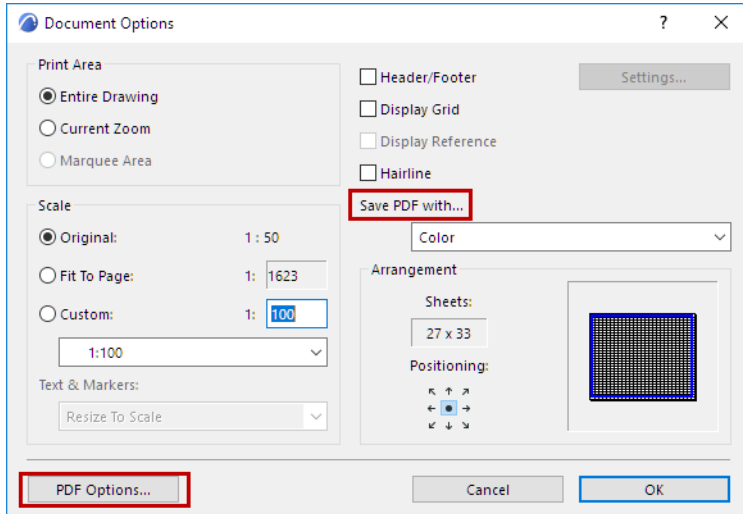 Document Options
Print Area
Entire Drawing
Current Zoom
Marquee Area
Header/Footer
Settings...
Display Grid
Display Reference
Hairline
Save PDF with...
Color
Scale
Original: 1 : 50
Fit To Page: 1: 1623
Custom: 1: 100
1:100
Text & Markers:
Resize To Scale
Arrangement
Sheets:
27 x 33
Positioning:
PDF Options...
Cancel
OK